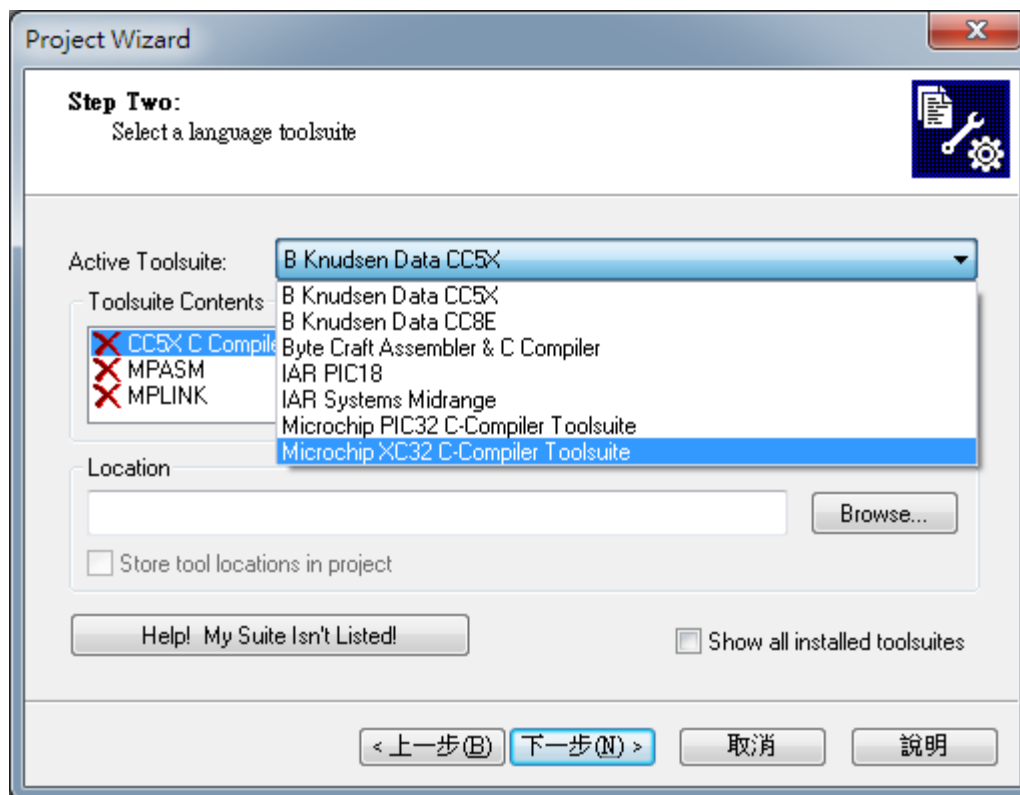 Project Wizard
Step Two:
Select a language toolsuite
Active Toolsuite:
B Knudsen Data CC5X
B Knudsen Data CC5X
B Knudsen Data CC8E
Byte Craft Assembler & C Compiler
IAR PIC18
IAR Systems Midrange
Microchip PIC32 C-Compiler Toolsuite
Microchip XC32 C-Compiler Toolsuite
Toolsuite Contents
CC5X C Compile
MPASM
MPLINK
Location
Browse...
Store tool locations in project
Help! My Suite Isn't Listed!
Show all installed toolsuites
< 上一步(B)
下一步(N) >
取消
說明